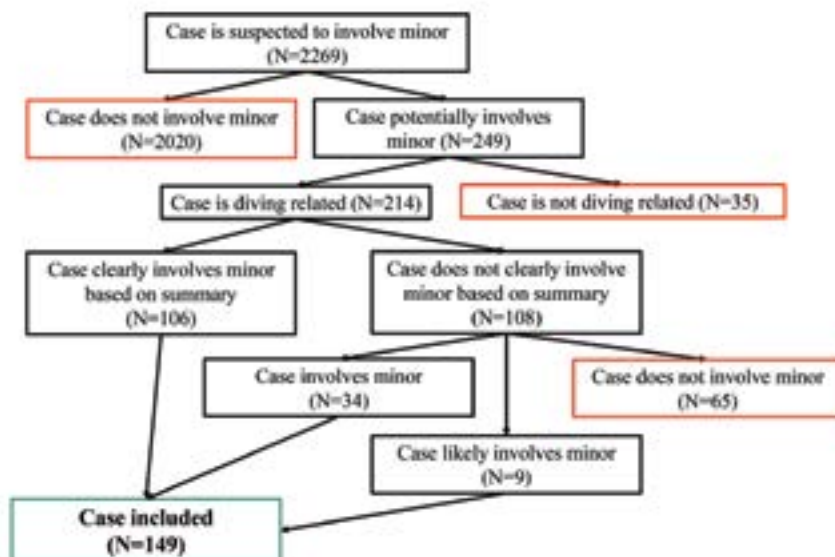 Case is suspected to involve minor
(N=2269)
Case does not involve minor
(N=2020)
Case potentially involves
minor (N=249)
Case is diving related (N=214)
Case is not diving related (N=35)
Case clearly involves minor
based on summary
(N=106)
Case does not clearly involve
minor based on summary
(N=108)
Case involves minor
(N=34)
Case does not involve minor
(N=65)
Case likely involves minor
(N=9)
Case included
(N=149)